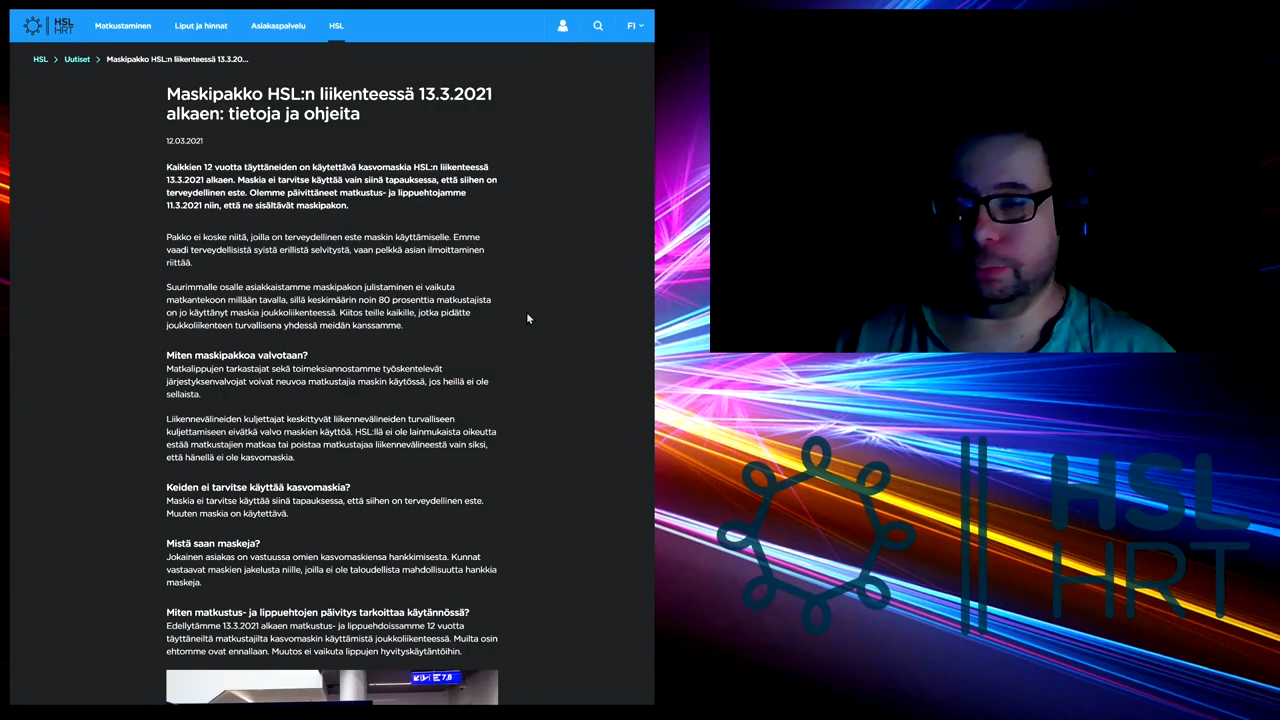 HSL
HRT
Matkustaminen
Liput ja hinnat
Asiakaspalvelu
HSL
FI
HSL
Uutiset
Maskipakko HSL:n liikenteessä 13.3.20...
Maskipakko HSL:n liikenteessä 13.3.2021
alkaen: tietoja ja ohjeita
12.03.2021
Kaikkien 12 vuotta täyttäneiden on käytettävä kasvomaskia HSL:n liikenteessä
13.3.2021 alkaen. Maskia ei tarvitse käyttää vain siinä tapauksessa, että siihen on
terveydellinen este. Olemme päivittäneet matkustus- ja lippuehtojamme
11.3.2021 niin, että ne sisältävät maskipakon.
Pakko ei koske niitä, joilla on terveydellinen este maskin käyttämiselle. Emme
vaadi terveydellisistä syistä erillistä selvitystä, vaan pelkkä asian ilmoittaminen
riittää.
Suurimmalle osalle asiakkaistamme maskipakon julistaminen ei vaikuta
matkantekoon millään tavalla, sillä keskimäärin noin 80 prosenttia matkustajista
on jo käyttänyt maskia joukkoliikenteessä. Kiitos teille kaikille, jotka pidätte
joukkoliikenteen turvallisena yhdessä meidän kanssamme.
Miten maskipakkoa valvotaan?
Matkalippujen tarkastajat sekä toimeksiannostamme työskentelevät
järjestyksenvalvojat voivat neuvoa matkustajia maskin käytössä, jos heillä ei ole
sellaista.
Liikennevälineiden kuljettajat keskittyvät liikennevälineiden turvalliseen
kuljettamiseen eivätkä valvo maskien käyttöä. HSL:llä ei ole lainmukaista oikeutta
estää matkustajien matkaa tai poistaa matkustajaa liikennevälineestä vain siksi,
että hänellä ei ole kasvomaskia.
Keiden ei tarvitse käyttää kasvomaskia?
Maskia ei tarvitse käyttää siinä tapauksessa, että siihen on terveydellinen este.
Muuten maskia on käytettävä.
Mistä saan maskeja?
Jokainen asiakas on vastuussa omien kasvomaskiensa hankkimisesta. Kunnat
vastaavat maskien jakelusta niille, joilla ei ole taloudellista mahdollisuutta hankkia
maskeja.
Miten matkustus- ja lippuehtojen päivitys tarkoittaa käytännössä?
Edellytämme 13.3.2021 alkaen matkustus- ja lippuehdoissamme 12 vuotta
täyttäneiltä matkustajilta kasvomaskin käyttämistä joukkoliikenteessä. Muilta osin
ehtomme ovat ennallaan. Muutos ei vaikuta lippujen hyvityskäytäntöihin.
7,8
HSL
HRT